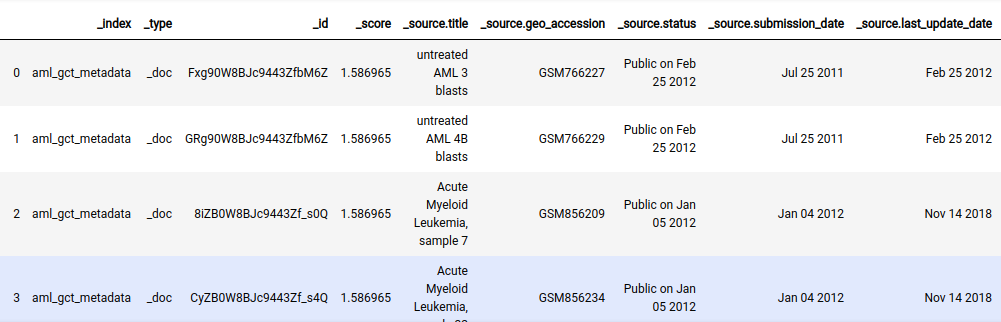 _index _type _id _score _source.title _source.geo_accession _source.status _source.submission_date _source.last_update_date
untreated
0 aml_gct_metadata _doc Fxg90W8BJc9443ZfbM6Z 1.586965 AML 3 GSM766227 Public on Feb Jul 25 2011 Feb 25 2012
blasts 25 2012
untreated
1 aml_gct_metadata _doc GRg90W8BJc9443ZfbM6Z 1.586965 AML 4B GSM766229 Public on Feb Jul 25 2011 Feb 25 2012
blasts 25 2012
Acute
Myeloid
2 aml_gct_metadata _doc 8iZB0W8BJc9443Zf_s0Q 1.586965 Leukemia, GSM856209 Public on Jan Jan 04 2012 Nov 14 2018
sample 7 05 2012
Acute
Myeloid
3 aml_gct_metadata _doc CyZB0W8BJc9443Zf_s4Q 1.586965 Leukemia, GSM856234 Public on Jan Jan 04 2012 Nov 14 2018
05 2012